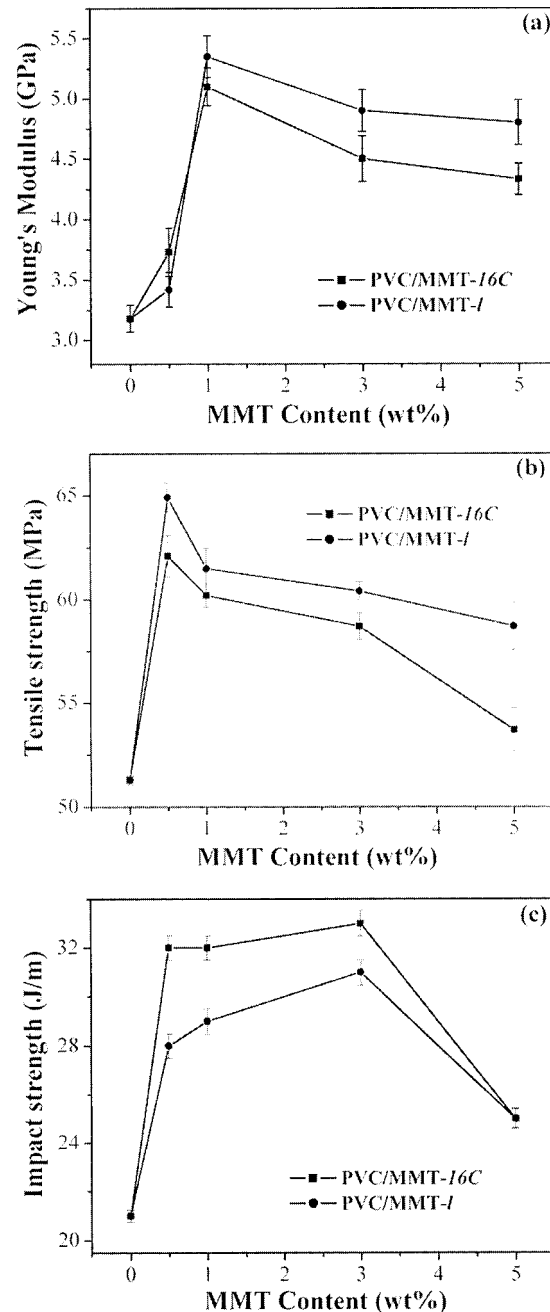 (a)
5.5
5.0
4.5
4.0
3.5
3.0
Young's Modulus (GPa)
PVC/MMT-16C
PVC/MMT-I
0 1 2 3 4 5
MMT Content (wt%)
(b)
65
60
55
50
Tensile strength (MPa)
PVC/MMT-16C
PVC/MMT-I
0 1 2 3 4 5
MMT Content (wt%)
(c)
32
28
24
20
Impact strength (J/m)
PVC/MMT-16C
PVC/MMT-I
0 1 2 3 4 5
MMT Content (wt%)